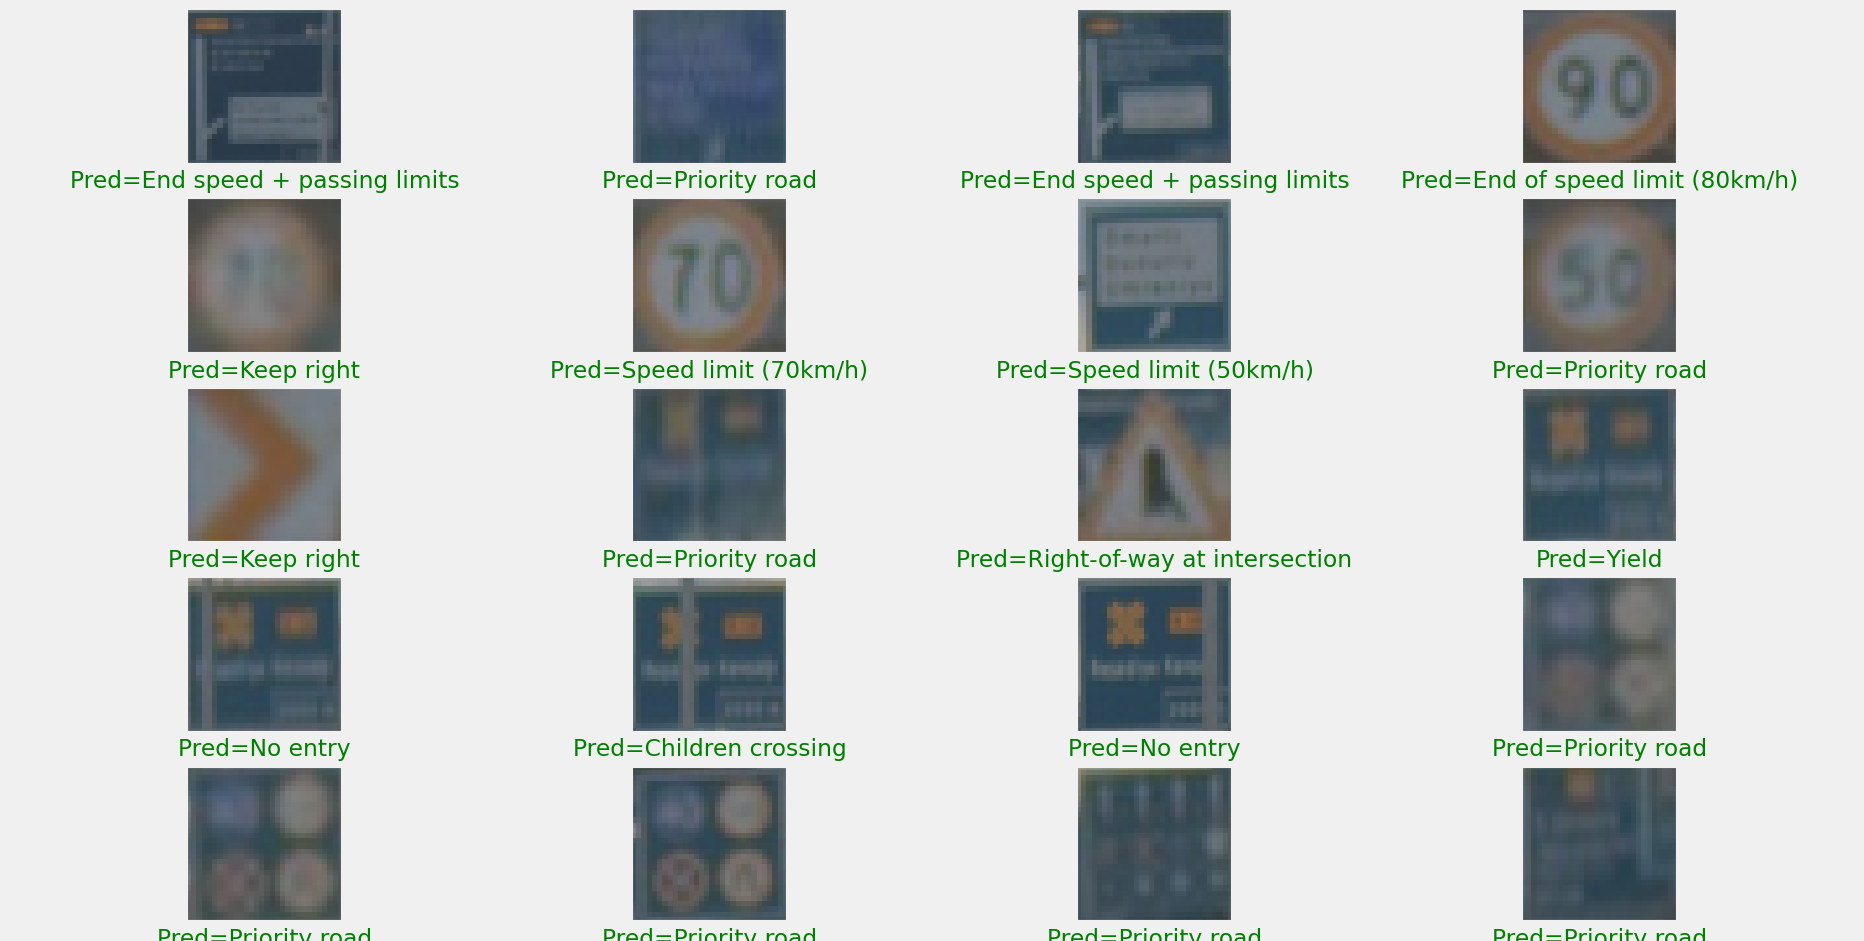 Pred=End speed + passing limits
Pred=Priority road
Pred=End speed + passing limits
90
Pred=End of speed limit (80km/h)
70
Pred=Keep right
70
Pred=Speed limit (70km/h)
Pred=Speed limit (50km/h)
50
Pred=Priority road
Pred=Keep right
Pred=Priority road
Pred=Right-of-way at intersection
Pred=Yield
Pred=No entry
Pred=Children crossing
Pred=No entry
Pred=Priority road
Pred=Priority road
Pred=Priority road
Pred=Priority road
Pred=Priority road